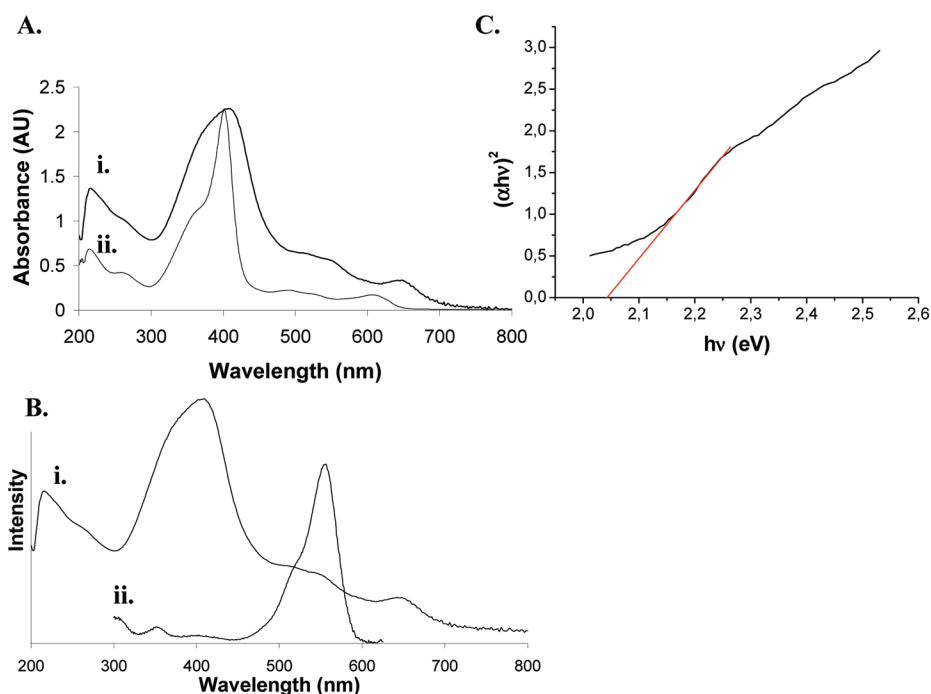 A.
Absorbance (AU)
2.5
2
1.5
1
0.5
0
i.
ii.
200 300 400 500 600 700 800
Wavelength (nm)
B.
Intensity
i.
ii.
200 300 400 500 600 700 800
Wavelength (nm)
C.
(αhν)²
3,0
2,5
2,0
1,5
1,0
0,5
0,0
2,0 2,1 2,2 2,3 2,4 2,5 2,6
hν (eV)